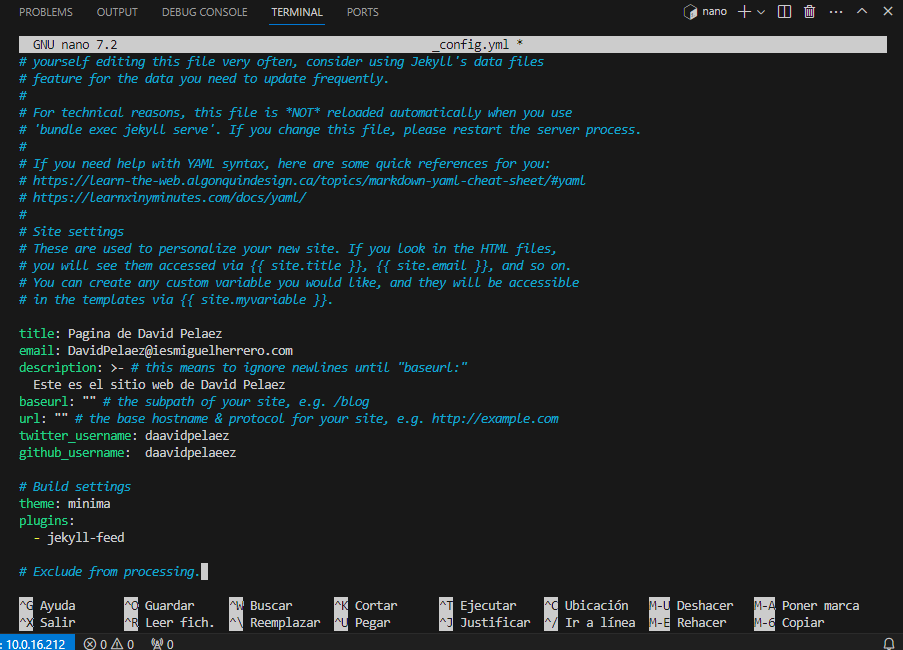 PROBLEMS OUTPUT DEBUG CONSOLE TERMINAL PORTS nano
GNU nano 7.2 _config.yml *
# yourself editing this file very often, consider using Jekyll's data files
# feature for the data you need to update frequently.
#
# For technical reasons, this file is *NOT* reloaded automatically when you use
# 'bundle exec jekyll serve'. If you change this file, please restart the server process.
#
# If you need help with YAML syntax, here are some quick references for you:
# https://learn-the-web.algonquindesign.ca/topics/markdown-yaml-cheat-sheet/#yaml
# https://learnxinyminutes.com/docs/yaml/
#
# Site settings
# These are used to personalize your new site. If you look in the HTML files,
# you will see them accessed via {{ site.title }}, {{ site.email }}, and so on.
# You can create any custom variable you would like, and they will be accessible
# in the templates via {{ site.myvariable }}.
title: Pagina de David Pelaez
email: DavidPelaez@iesmiguelherrero.com
description: >- # this means to ignore newlines until "baseurl:"
  Este es el sitio web de David Pelaez
baseurl: "" # the subpath of your site, e.g. /blog
url: "" # the base hostname & protocol for your site, e.g. http://example.com
twitter_username: daavidpelaez
github_username:  daavidpelaeez
# Build settings
theme: minima
plugins:
  - jekyll-feed
# Exclude from processing.
^G Ayuda ^O Guardar ^W Buscar ^K Cortar ^T Ejecutar ^C Ubicación M-U Deshacer M-A Poner marca
^X Salir ^R Leer fich. ^\ Reemplazar ^U Pegar ^J Justificar ^/ Ir a línea M-E Rehacer M-6 Copiar
: 10.0.16.212 0 0 0